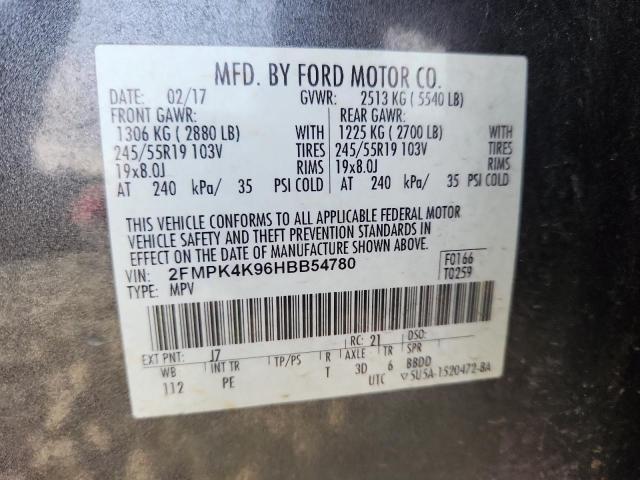 MFD. BY FORD MOTOR CO.
DATE: 02/17 GVWR: 2513 KG ( 5540 LB)
FRONT GAWR: REAR GAWR:
1306 KG ( 2880 LB) WITH 1225 KG ( 2700 LB) WITH
245/55R19 103V TIRES 245/55R19 103V TIRES
19x8.0J RIMS 19x8.0J RIMS
AT 240 kPa/ 35 PSI COLD AT 240 kPa/ 35 PSI COLD
THIS VEHICLE CONFORMS TO ALL APPLICABLE FEDERAL MOTOR
VEHICLE SAFETY AND THEFT PREVENTION STANDARDS IN
EFFECT ON THE DATE OF MANUFACTURE SHOWN ABOVE.
VIN: 2FMPK4K96HBB54780 F0166
TYPE: MPV T0259
EXT PNT: J7 RC: 21 DSO:
WB INT TR TP/PS R AXLE TR SPR
112 PE T 3D 6 BBDD
UTC ▽5U5A-1520472-BA